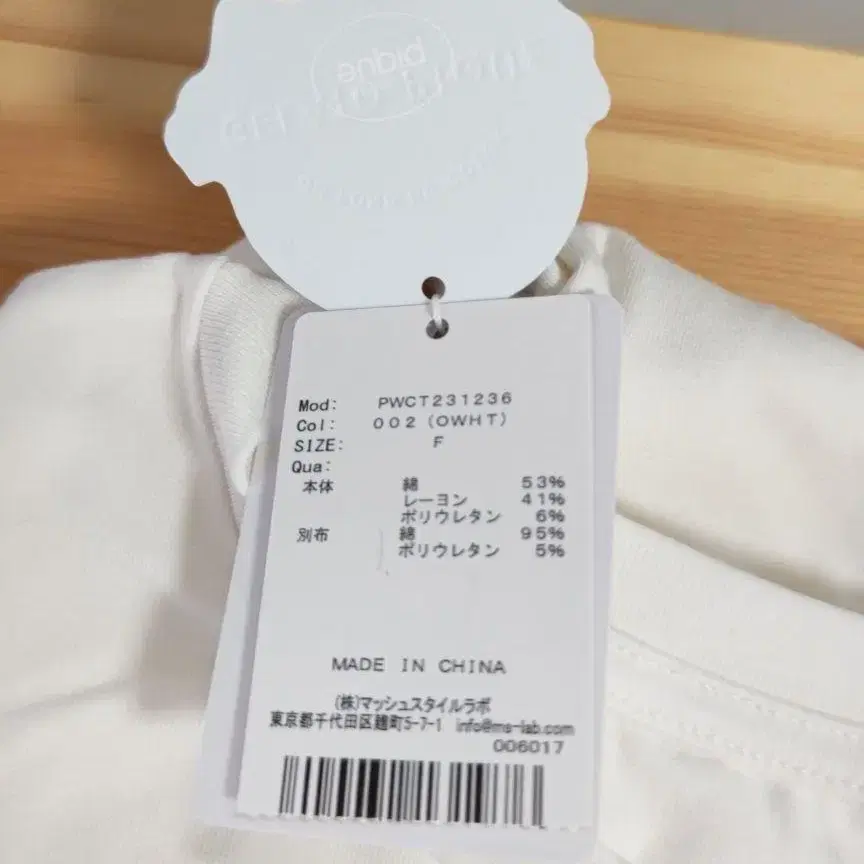 pique
Mod: PWCT231236
Col: 002 (OWHT)
SIZE: F
Qua:
本体 綿 53%
レーヨン 41%
ポリウレタン 6%
別布 綿 95%
ポリウレタン 5%
MADE IN CHINA
(株)マッシュスタイルラボ
東京都千代田区麹町5-7-1 info@ms-lab.com
006017